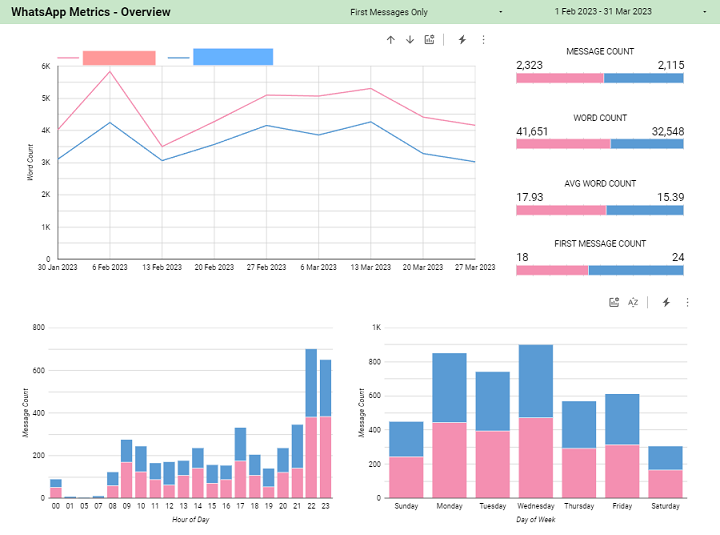 WhatsApp Metrics - Overview
First Messages Only
1 Feb 2023 - 31 Mar 2023
6K
5K
4K
3K
2K
1K
0
Word Count
30 Jan 2023 6 Feb 2023 13 Feb 2023 20 Feb 2023 27 Feb 2023 6 Mar 2023 13 Mar 2023 20 Mar 2023 27 Mar 2023
MESSAGE COUNT
2,323 2,115
WORD COUNT
41,651 32,548
AVG WORD COUNT
17.93 15.39
FIRST MESSAGE COUNT
18 24
800
600
400
200
0
Message Count
00 01 05 07 08 09 10 11 12 13 14 15 16 17 18 19 20 21 22 23
Hour of Day
1K
800
600
400
200
0
Message Count
Sunday Monday Tuesday Wednesday Thursday Friday Saturday
Day of Week